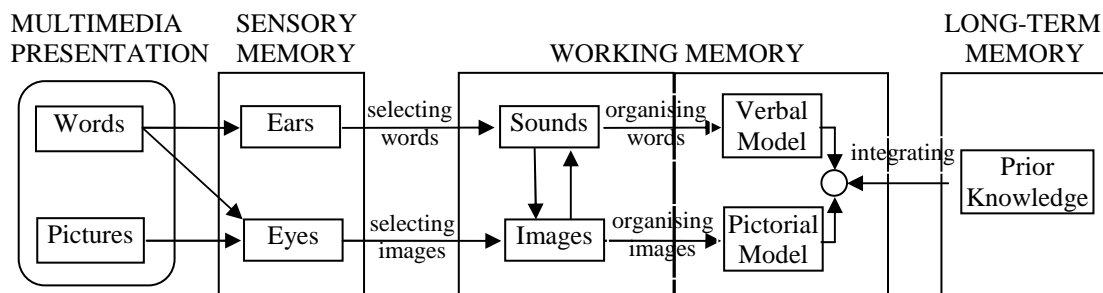 MULTIMEDIA
PRESENTATION
SENSORY
MEMORY
WORKING MEMORY
LONG-TERM
MEMORY
Words
Ears
selecting
words
Sounds
organising
words
Verbal
Model
integrating
Prior
Knowledge
Pictures
Eyes
selecting
images
Images
organising
images
Pictorial
Model